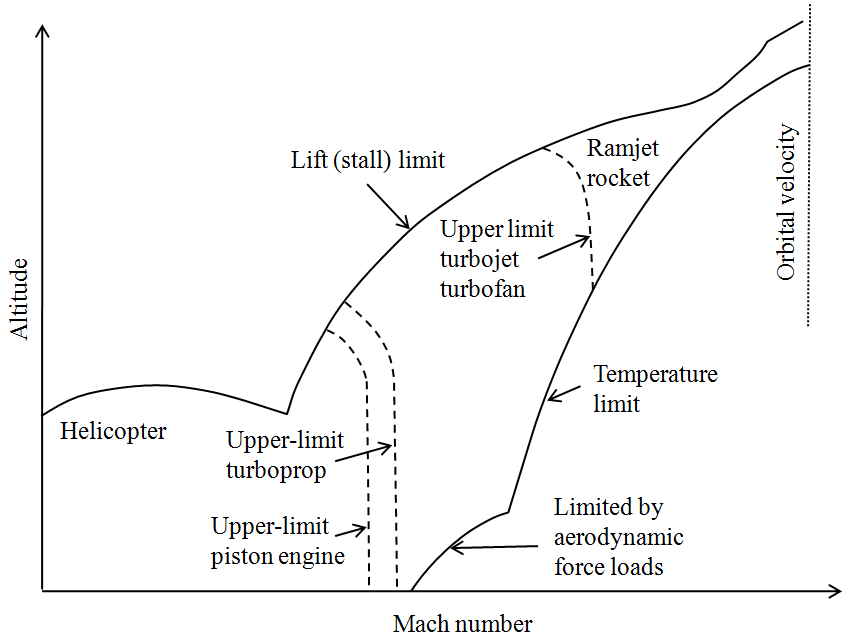 Ramjet
rocket
Lift (stall) limit
Orbital velocity
Upper limit
turbojet
turbofan
Altitude
Temperature
limit
Helicopter
Upper-limit
turboprop
Limited by
aerodynamic
force loads
Upper-limit
piston engine
Mach number